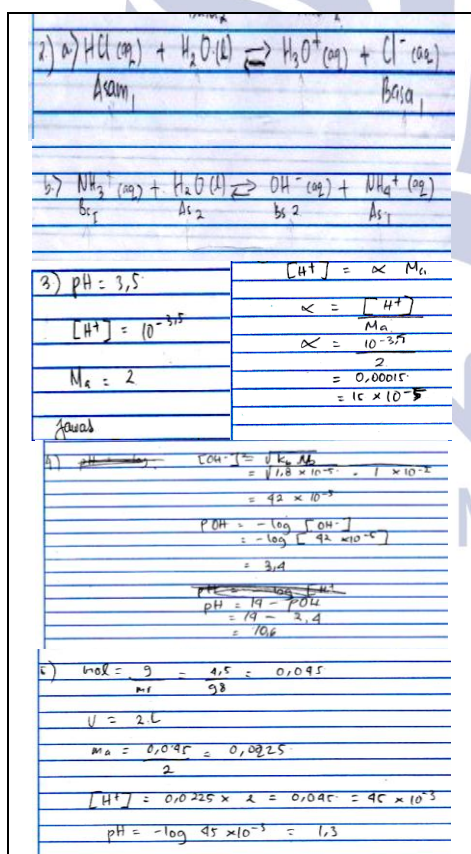 2.) a.) HCl (aq) + H₂O (l) ⇌ H₃O⁺ (aq) + Cl⁻ (aq)
Asam₁ Basa₁
b.) NH₃⁺ (aq) + H₂O (l) ⇌ OH⁻ (aq) + NH₄⁺ (aq)
Bs₁ As₂ Bs 2 As₁
3.) pH = 3,5
[H⁺] = 10⁻³,⁵
Ma = 2
Jawab
[H⁺] = α Ma
α = [H⁺]
Ma
α = 10⁻³,⁵
2
= 0,00015
= 15 × 10⁻⁵
4.) pH = -log
[OH⁻] = √Kb Mb
= √1,8 × 10⁻⁵ . 1 × 10⁻²
= 42 × 10⁻⁵
POH = - log [OH⁻]
= - log [42 × 10⁻⁵]
= 3,4
pH = - log [H⁺
pH = 14 - POH
= 14 - 3,4
= 10,6
5) mol = g = 4,5 = 0,045
mr 98
V = 2 L
Ma = 0,045 = 0,0225
2
[H⁺] = 0,0225 × 2 = 0,045 = 45 × 10⁻³
pH = -log 45 × 10⁻³ = 1,3